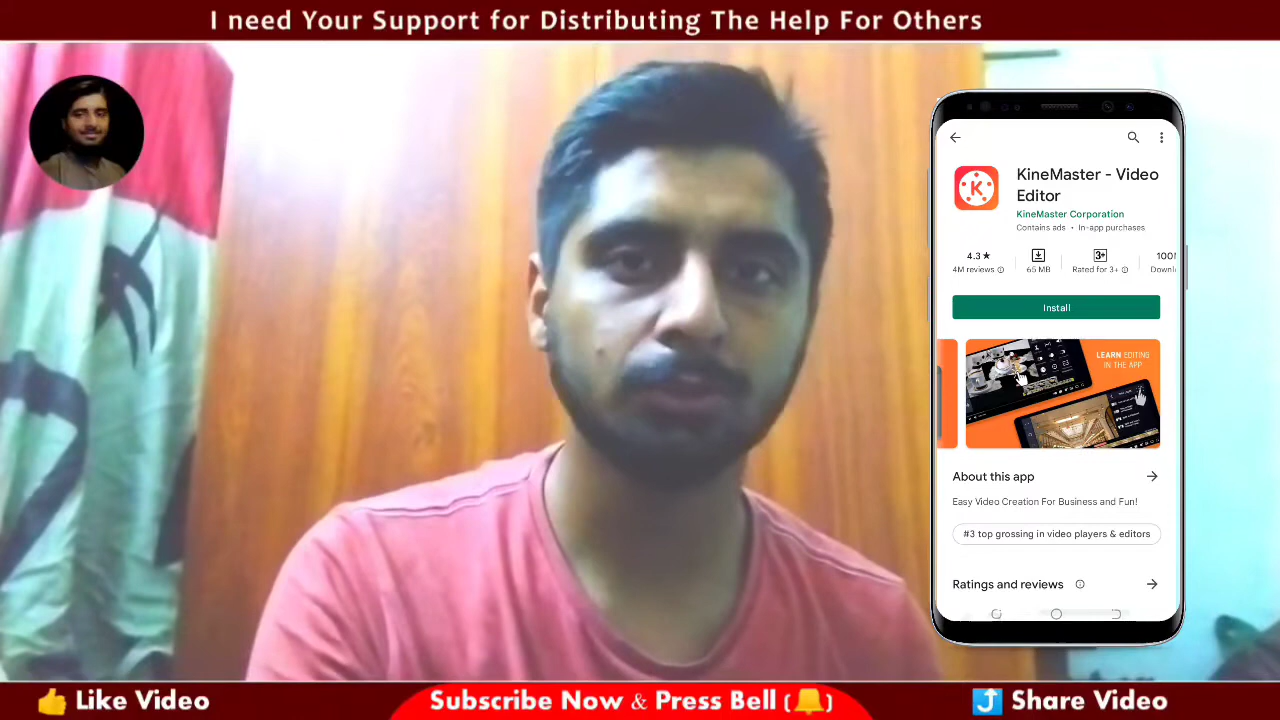 I need Your Support for Distributing The Help For Others
KineMaster - Video
Editor
KineMaster Corporation
Contains ads • In-app purchases
4.3★
4M reviews
65 MB
3+
Rated for 3+
Install
LEARN EDITING
IN THE APP
About this app
Easy Video Creation For Business and Fun!
#3 top grossing in video players & editors
Ratings and reviews
Like Video
Subscribe Now & Press Bell ( )
Share Video